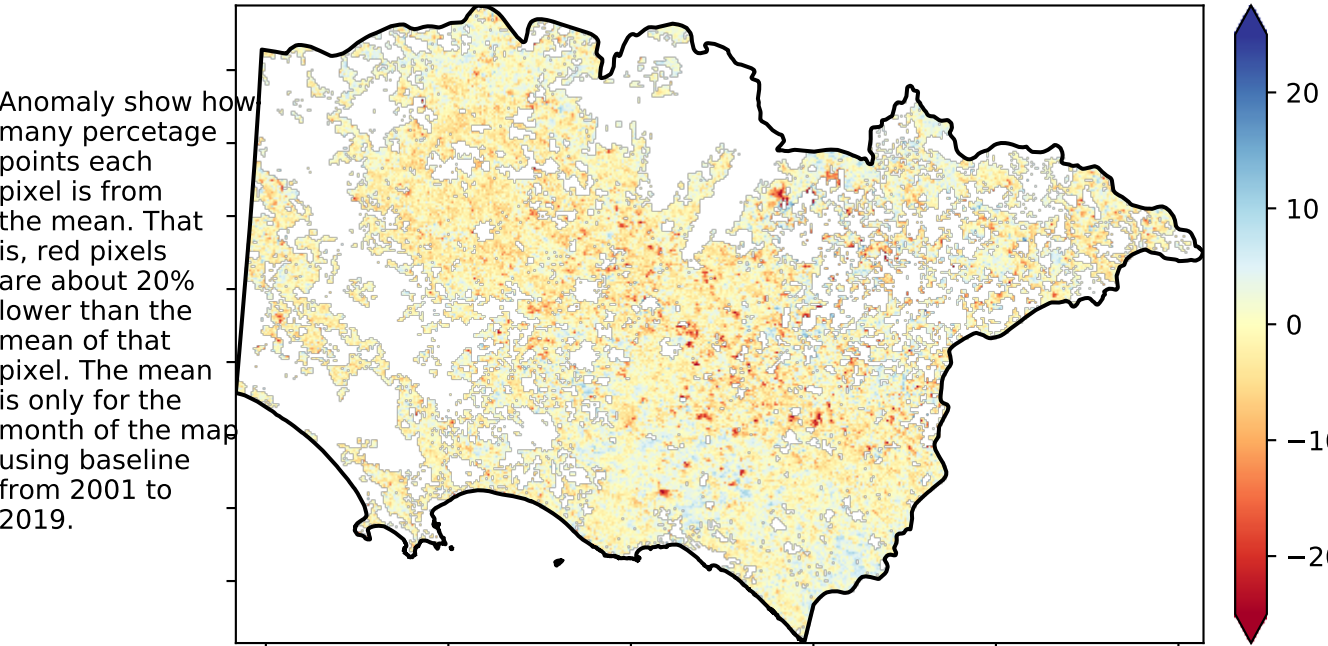 Anomaly show how
many percetage
points each
pixel is from
the mean. That
is, red pixels
are about 20%
lower than the
mean of that
pixel. The mean
is only for the
month of the map
using baseline
from 2001 to
2019.
20
10
0
−10
−20